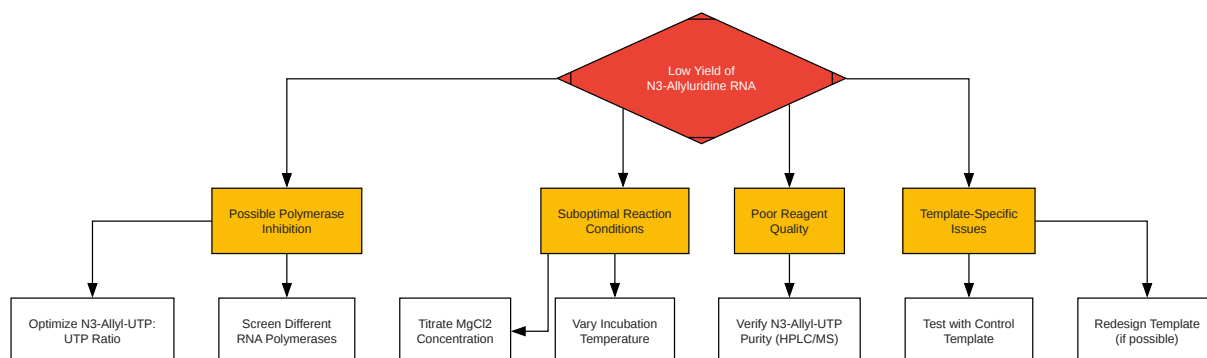 Low Yield of
N3-Allyluridine RNA
Possible Polymerase
Inhibition
Suboptimal Reaction
Conditions
Poor Reagent
Quality
Template-Specific
Issues
Optimize N3-Allyl-UTP:
UTP Ratio
Screen Different
RNA Polymerases
Titrate MgCl2
Concentration
Vary Incubation
Temperature
Verify N3-Allyl-UTP
Purity (HPLC/MS)
Test with Control
Template
Redesign Template
(if possible)